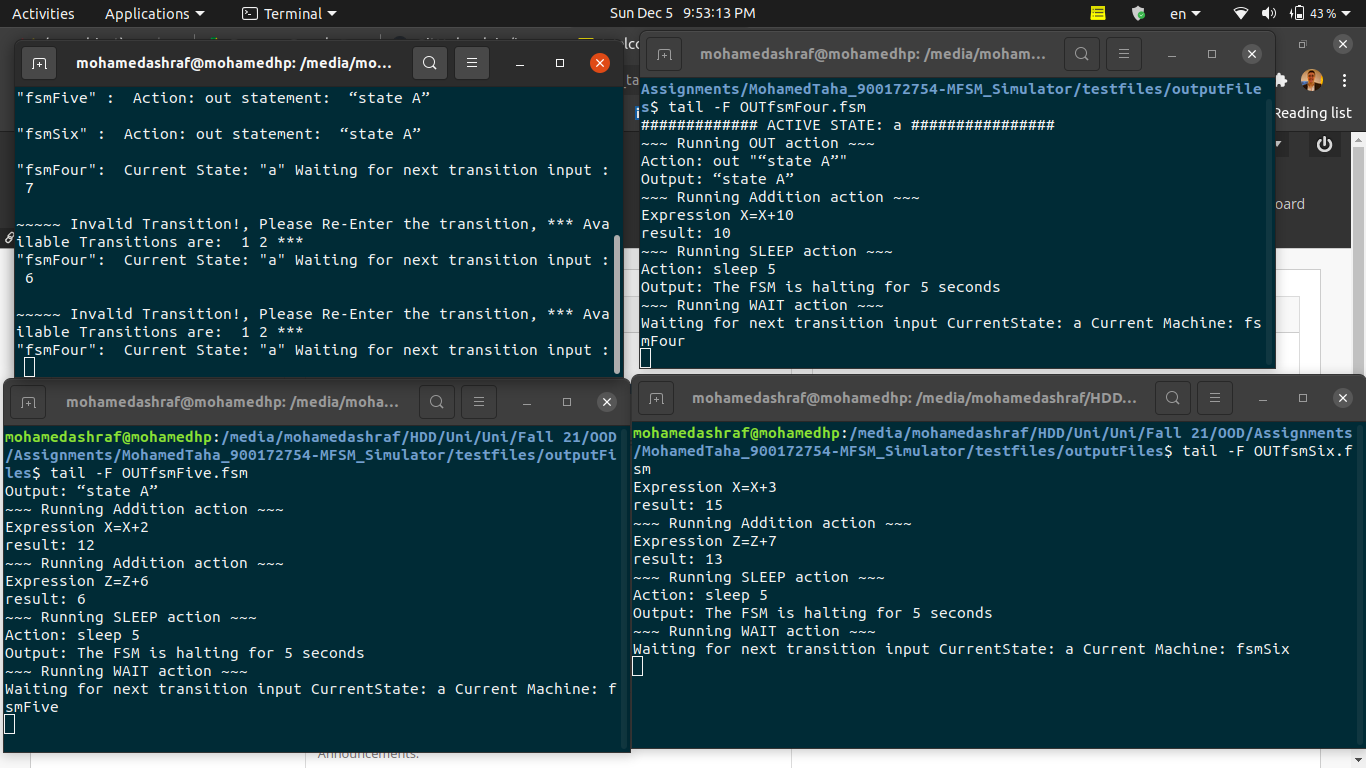 Activities Applications Terminal Sun Dec 5 9:53:13 PM en 43 %
mohamedashraf@mohamedhp: /media/mo...
"fsmFive" :  Action: out statement:  “state A”
"fsmSix" :  Action: out statement:  “state A”
"fsmFour":  Current State: "a" Waiting for next transition input :
7
~~~~~ Invalid Transition!, Please Re-Enter the transition, *** Ava
ilable Transitions are:  1 2 ***
"fsmFour":  Current State: "a" Waiting for next transition input :
6
~~~~~ Invalid Transition!, Please Re-Enter the transition, *** Ava
ilable Transitions are:  1 2 ***
"fsmFour":  Current State: "a" Waiting for next transition input :
mohamedashraf@mohamedhp: /media/moham...
Assignments/MohamedTaha_900172754-MFSM_Simulator/testfiles/outputFile
s$ tail -F OUTfsmFour.fsm
############# ACTIVE STATE: a ################
~~~ Running OUT action ~~~
Action: out "“state A”"
Output: “state A”
~~~ Running Addition action ~~~
Expression X=X+10
result: 10
~~~ Running SLEEP action ~~~
Action: sleep 5
Output: The FSM is halting for 5 seconds
~~~ Running WAIT action ~~~
Waiting for next transition input CurrentState: a Current Machine: fs
mFour
Reading list
oard
mohamedashraf@mohamedhp: /media/moha...
mohamedashraf@mohamedhp:/media/mohamedashraf/HDD/Uni/Uni/Fall 21/OOD
/Assignments/MohamedTaha_900172754-MFSM_Simulator/testfiles/outputFi
les$ tail -F OUTfsmFive.fsm
Output: “state A”
~~~ Running Addition action ~~~
Expression X=X+2
result: 12
~~~ Running Addition action ~~~
Expression Z=Z+6
result: 6
~~~ Running SLEEP action ~~~
Action: sleep 5
Output: The FSM is halting for 5 seconds
~~~ Running WAIT action ~~~
Waiting for next transition input CurrentState: a Current Machine: f
smFive
mohamedashraf@mohamedhp: /media/mohamedashraf/HDD...
mohamedashraf@mohamedhp:/media/mohamedashraf/HDD/Uni/Uni/Fall 21/OOD/Assignments
/MohamedTaha_900172754-MFSM_Simulator/testfiles/outputFiles$ tail -F OUTfsmSix.f
sm
Expression X=X+3
result: 15
~~~ Running Addition action ~~~
Expression Z=Z+7
result: 13
~~~ Running SLEEP action ~~~
Action: sleep 5
Output: The FSM is halting for 5 seconds
~~~ Running WAIT action ~~~
Waiting for next transition input CurrentState: a Current Machine: fsmSix
Announcements.